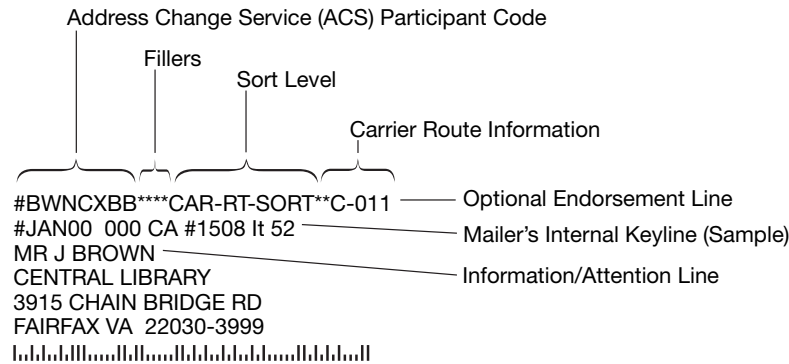 Address Change Service (ACS) Participant Code
Fillers
Sort Level
Carrier Route Information
#BWNCXBB****CAR-RT-SORT**C-011
Optional Endorsement Line
#JAN00 000 CA #1508 It 52
Mailer's Internal Keyline (Sample)
MR J BROWN
Information/Attention Line
CENTRAL LIBRARY
3915 CHAIN BRIDGE RD
FAIRFAX VA 22030-3999